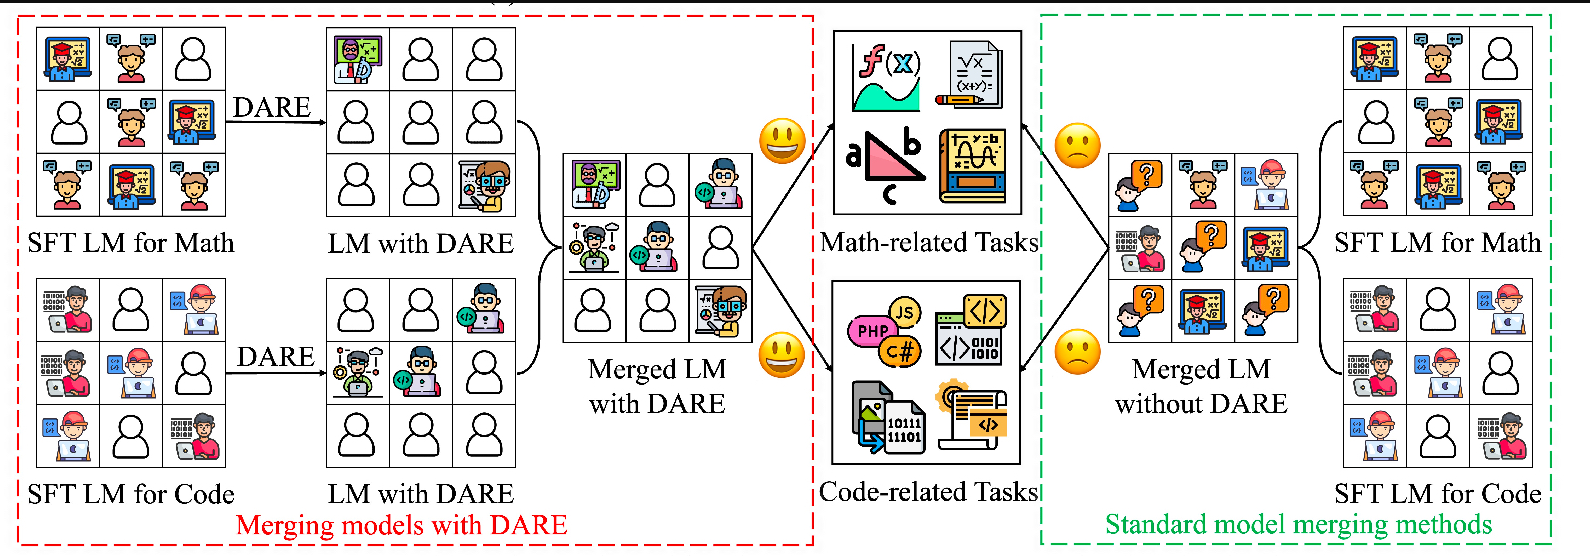 SFT LM for Math
DARE
LM with DARE
SFT LM for Code
DARE
LM with DARE
Merged LM
with DARE
Merging models with DARE
f(x)
√x
(x+y)=
a
b
c
y=b
Math-related Tasks
JS
PHP
C#
</>
</>0101
1010
10111
11101
</>
Code-related Tasks
Merged LM
without DARE
SFT LM for Math
SFT LM for Code
Standard model merging methods